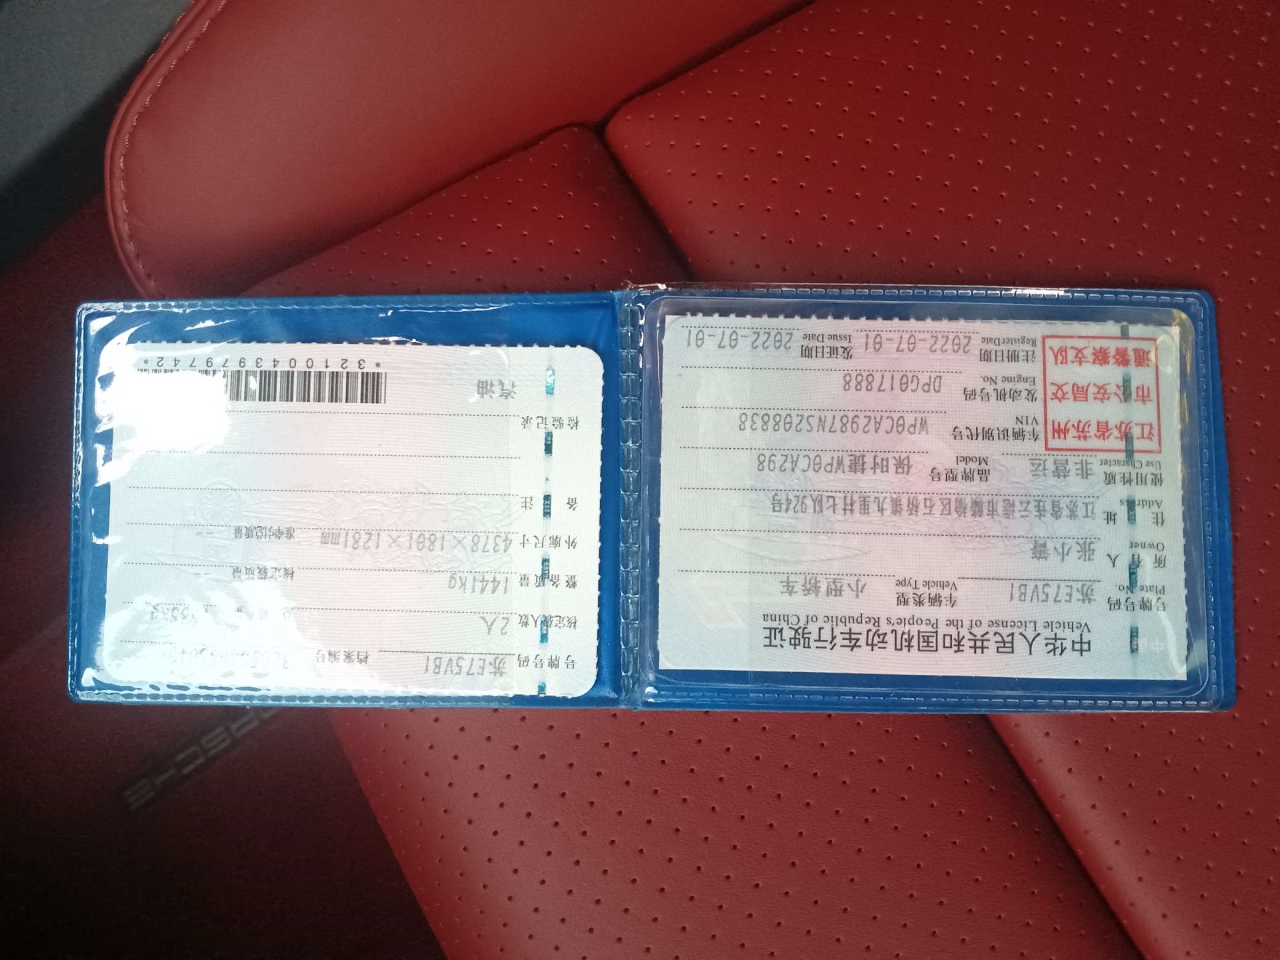 中华人民共和国机动车行驶证
Vehicle License of the People's Republic of China
号牌号码 苏E75VB1 车辆类型 小型轿车
Plate No. Vehicle Type
所有人 张小霄
Owner
住址 江苏省连云港市赣榆区石桥镇九里村七队924号
Address
使用性质 非营运 品牌型号 保时捷WP0CA298
Use Character Model
江苏省苏州
市公安局交
通警察支队
车辆识别代号 WP0CA2987NS208838
VIN
发动机号码 DPG017888
Engine No.
注册日期 2022-07-01 发证日期 2022-07-01
Register Date Issue Date
号牌号码 苏E75VB1 档案编号
核定载人数 2人
整备质量 1441kg 核定载质量 --
外廓尺寸 4378×1801×1281mm 准牵引总质量 --
备注
检验记录
汽油
*3210043979742*
PORSCHE